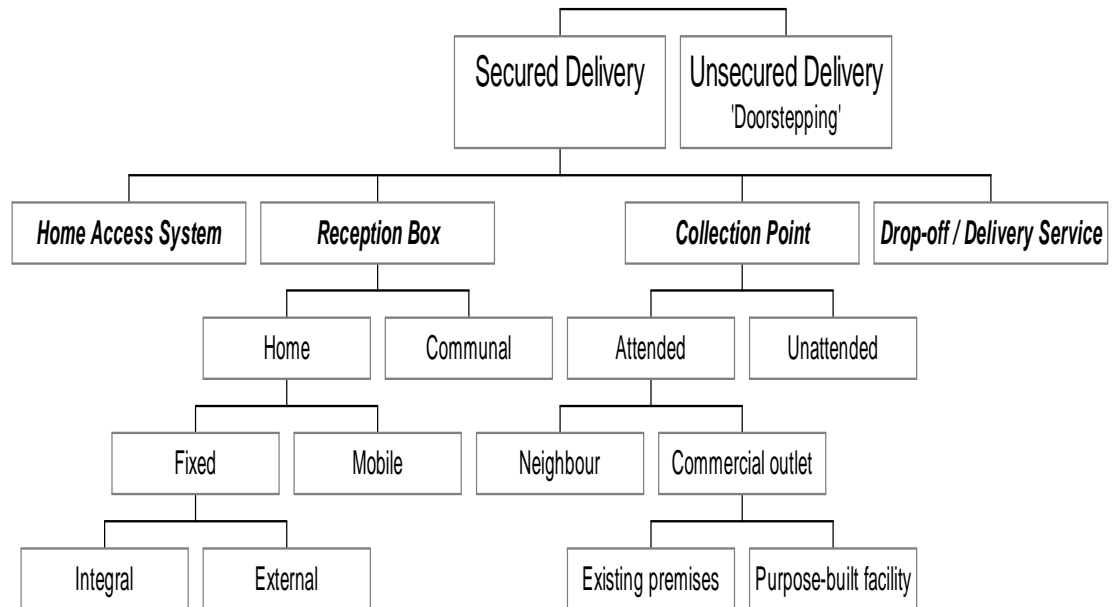 Secured Delivery
Unsecured Delivery
'Doorstepping'
Home Access System
Reception Box
Collection Point
Drop-off / Delivery Service
Home
Communal
Attended
Unattended
Fixed
Mobile
Neighbour
Commercial outlet
Integral
External
Existing premises
Purpose-built facility